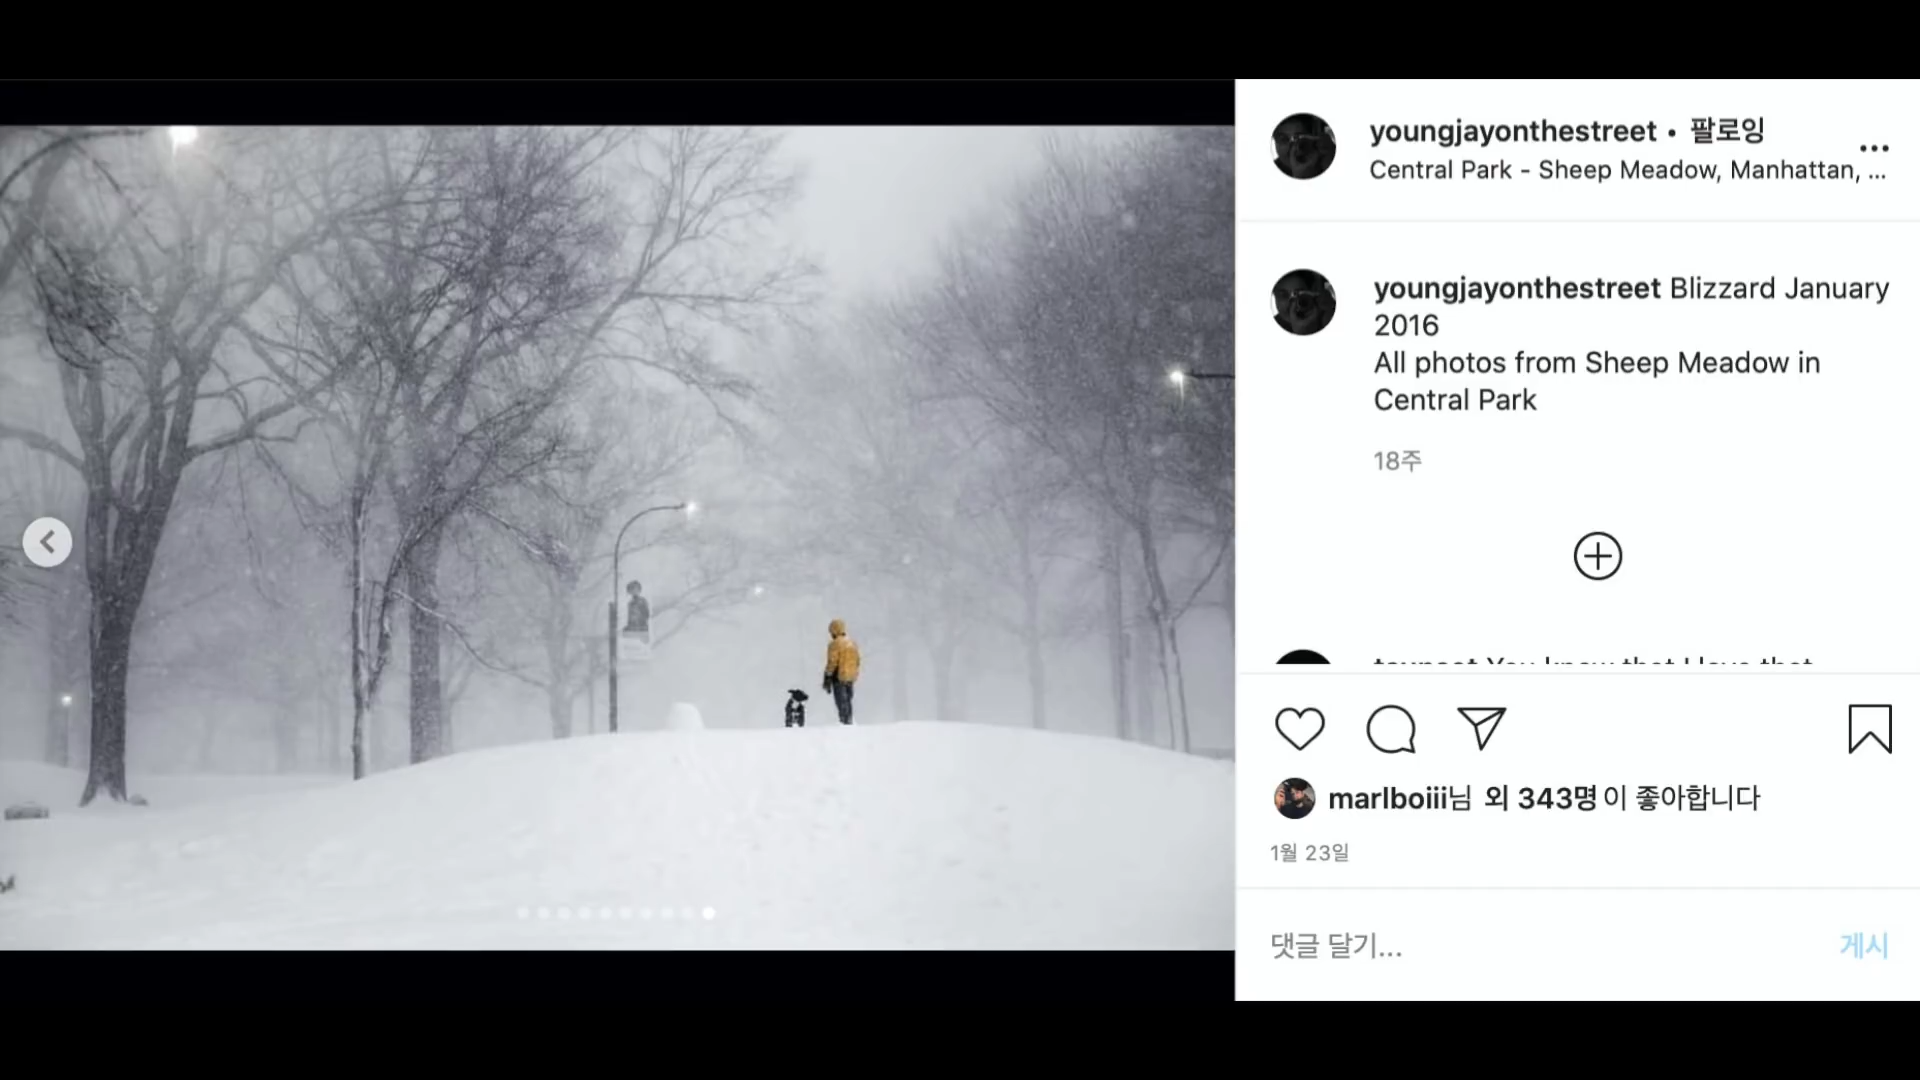 youngjayonthestreet • 팔로잉
Central Park - Sheep Meadow, Manhattan, ...
youngjayonthestreet Blizzard January
2016
All photos from Sheep Meadow in
Central Park
18주
marlboiii님 외 343명이 좋아합니다
1월 23일
댓글 달기...
게시